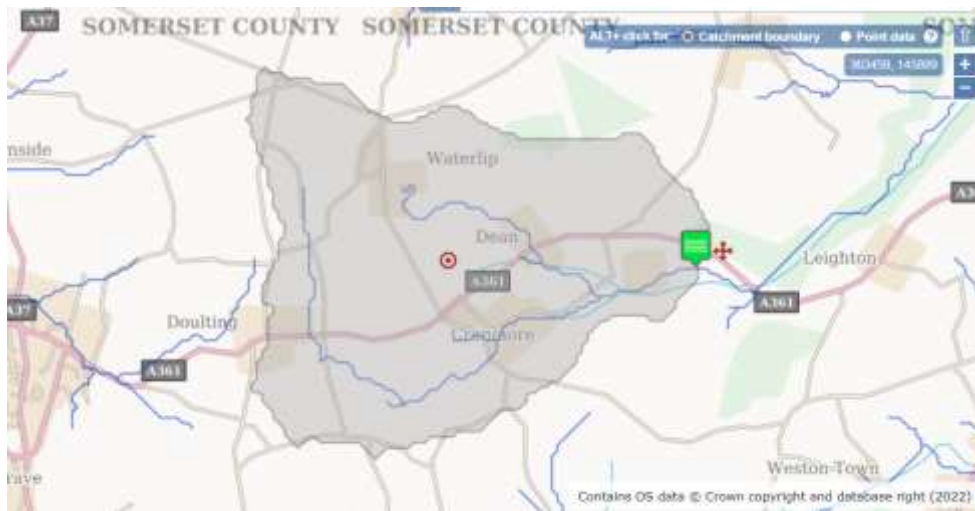 A37
SOMERSET COUNTY
SOMERSET COUNTY
ALT+ click for
Catchment boundary
Point data
?
+
−
nside
Waterlip
Dean
A361
Leighton
A37
Doulting
A361
Cranmore
A361
Weston-Town
rave
Contains OS data © Crown copyright and database right (2022)